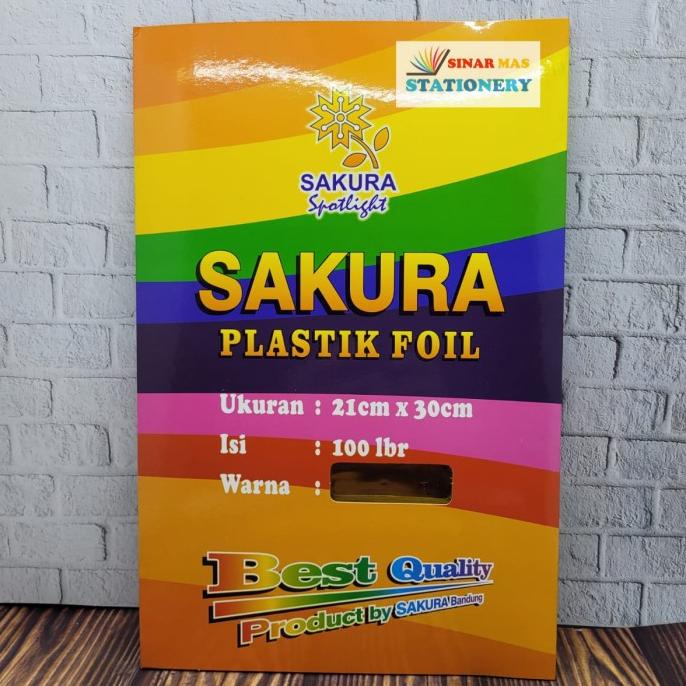 SINAR MAS
STATIONERY
SAKURA
Spotlight
SAKURA
PLASTIK FOIL
Ukuran : 21cm x 30cm
Isi : 100 lbr
Warna :
Best Quality
Product by SAKURA Bandung